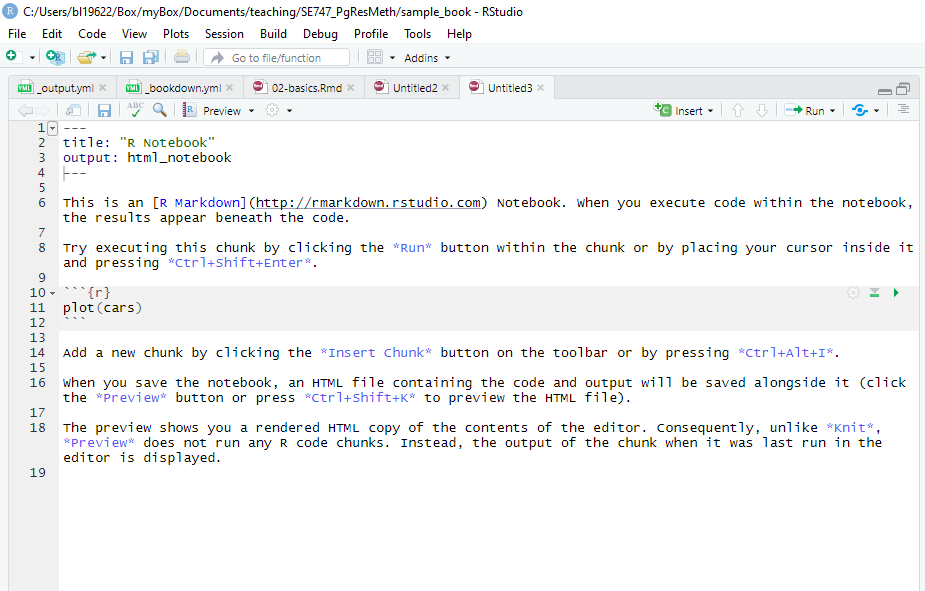 C:/Users/bl19622/Box/myBox/Documents/teaching/SE747_PgResMeth/sample_book - RStudio
File Edit Code View Plots Session Build Debug Profile Tools Help
Go to file/function Addins
_output.yml _bookdown.yml 02-basics.Rmd Untitled2 Untitled3
ABC Preview Insert Run
1 ---
2 title: "R Notebook"
3 output: html_notebook
4 ---
5
6 This is an [R Markdown](http://rmarkdown.rstudio.com) Notebook. When you execute code within the notebook,
the results appear beneath the code.
7
8 Try executing this chunk by clicking the *Run* button within the chunk or by placing your cursor inside it
and pressing *Ctrl+Shift+Enter*.
9
10 ```{r}
11 plot(cars)
12 ```
13
14 Add a new chunk by clicking the *Insert Chunk* button on the toolbar or by pressing *Ctrl+Alt+I*.
15
16 When you save the notebook, an HTML file containing the code and output will be saved alongside it (click
the *Preview* button or press *Ctrl+Shift+K* to preview the HTML file).
17
18 The preview shows you a rendered HTML copy of the contents of the editor. Consequently, unlike *Knit*,
*Preview* does not run any R code chunks. Instead, the output of the chunk when it was last run in the
editor is displayed.
19